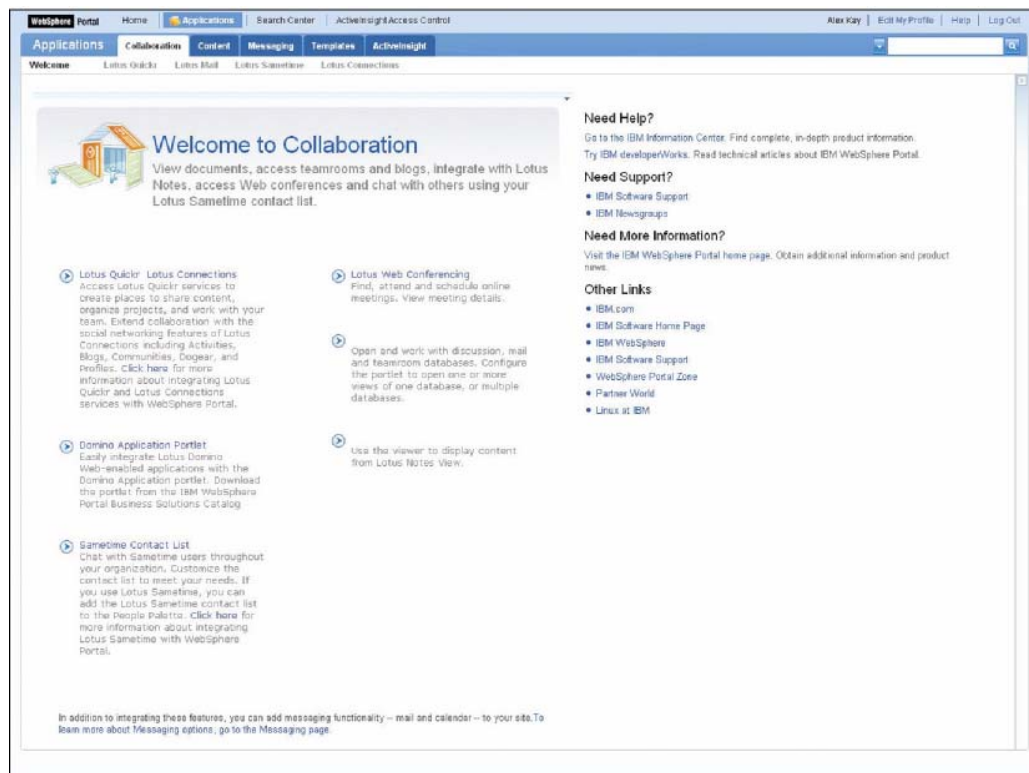 WebSphere Portal Home Applications Search Center ActiveInsight Access Control Alex Kay Edit My Profile Help Log Out
Applications Collaboration Content Messaging Templates ActiveInsight
Welcome Lotus Quickr Lotus Mail Lotus Sametime Lotus Connections
Welcome to Collaboration
View documents, access teamrooms and blogs, integrate with Lotus
Notes, access Web conferences and chat with others using your
Lotus Sametime contact list.
Lotus Quickr Lotus Connections
Access Lotus Quickr services to
create places to share content,
organize projects, and work with your
team. Extend collaboration with the
social networking features of Lotus
Connections including Activities,
Blogs, Communities, Dogear, and
Profiles. Click here for more
information about integrating Lotus
Quickr and Lotus Connections
services with WebSphere Portal.
Domino Application Portlet
Easily integrate Lotus Domino
Web-enabled applications with the
Domino Application portlet. Download
the portlet from the IBM WebSphere
Portal Business Solutions Catalog
Sametime Contact List
Chat with Sametime users throughout
your organization. Customize the
contact list to meet your needs. If
you use Lotus Sametime, you can
add the Lotus Sametime contact list
to the People Palette. Click here for
more information about integrating
Lotus Sametime with WebSphere
Portal.
Lotus Web Conferencing
Find, attend and schedule online
meetings. View meeting details.
Open and work with discussion, mail
and teamroom databases. Configure
the portlet to open one or more
views of one database, or multiple
databases.
Use the viewer to display content
from Lotus Notes View.
In addition to integrating these features, you can add messaging functionality -- mail and calendar -- to your site.To
learn more about Messaging options, go to the Messaging page.
Need Help?
Go to the IBM Information Center. Find complete, in-depth product information.
Try IBM developerWorks. Read technical articles about IBM WebSphere Portal.
Need Support?
IBM Software Support
IBM Newsgroups
Need More Information?
Visit the IBM WebSphere Portal home page. Obtain additional information and product
news.
Other Links
IBM.com
IBM Software Home Page
IBM WebSphere
IBM Software Support
WebSphere Portal Zone
Partner World
Linux at IBM